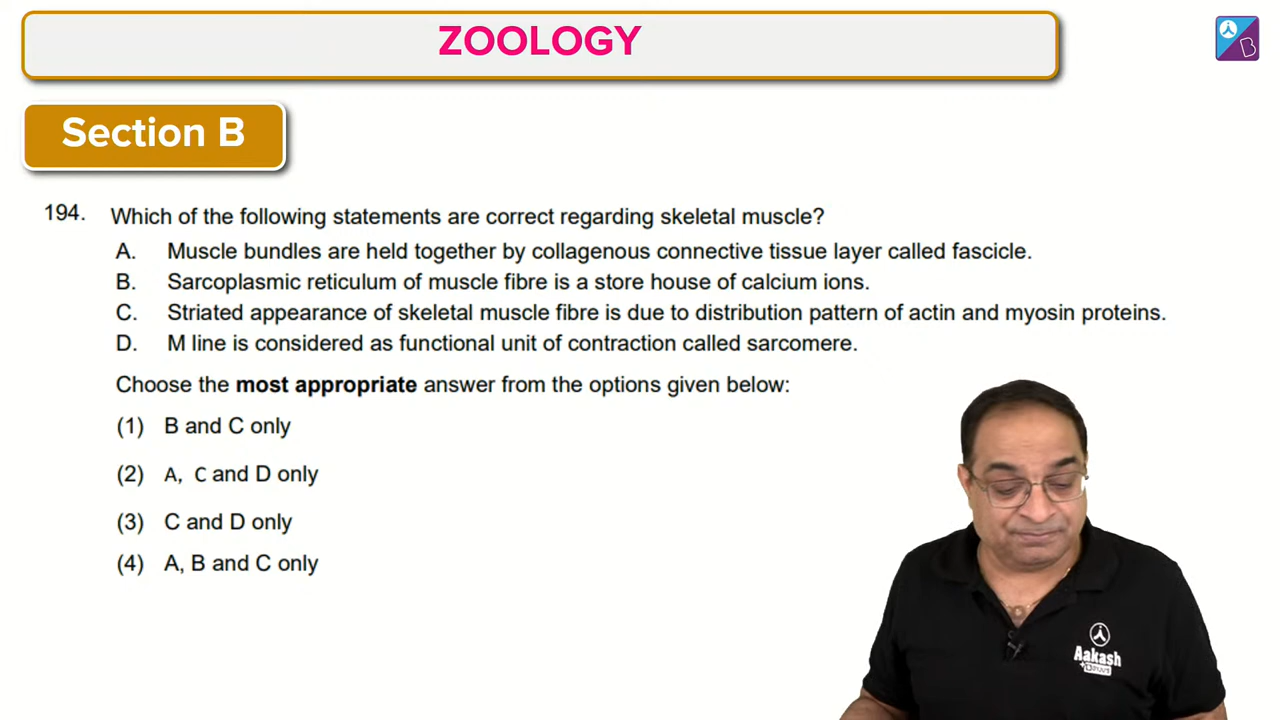 ZOOLOGY
Section B
194. Which of the following statements are correct regarding skeletal muscle?
A. Muscle bundles are held together by collagenous connective tissue layer called fascicle.
B. Sarcoplasmic reticulum of muscle fibre is a store house of calcium ions.
C. Striated appearance of skeletal muscle fibre is due to distribution pattern of actin and myosin proteins.
D. M line is considered as functional unit of contraction called sarcomere.
Choose the most appropriate answer from the options given below:
(1) B and C only
(2) A, C and D only
(3) C and D only
(4) A, B and C only
Aakash